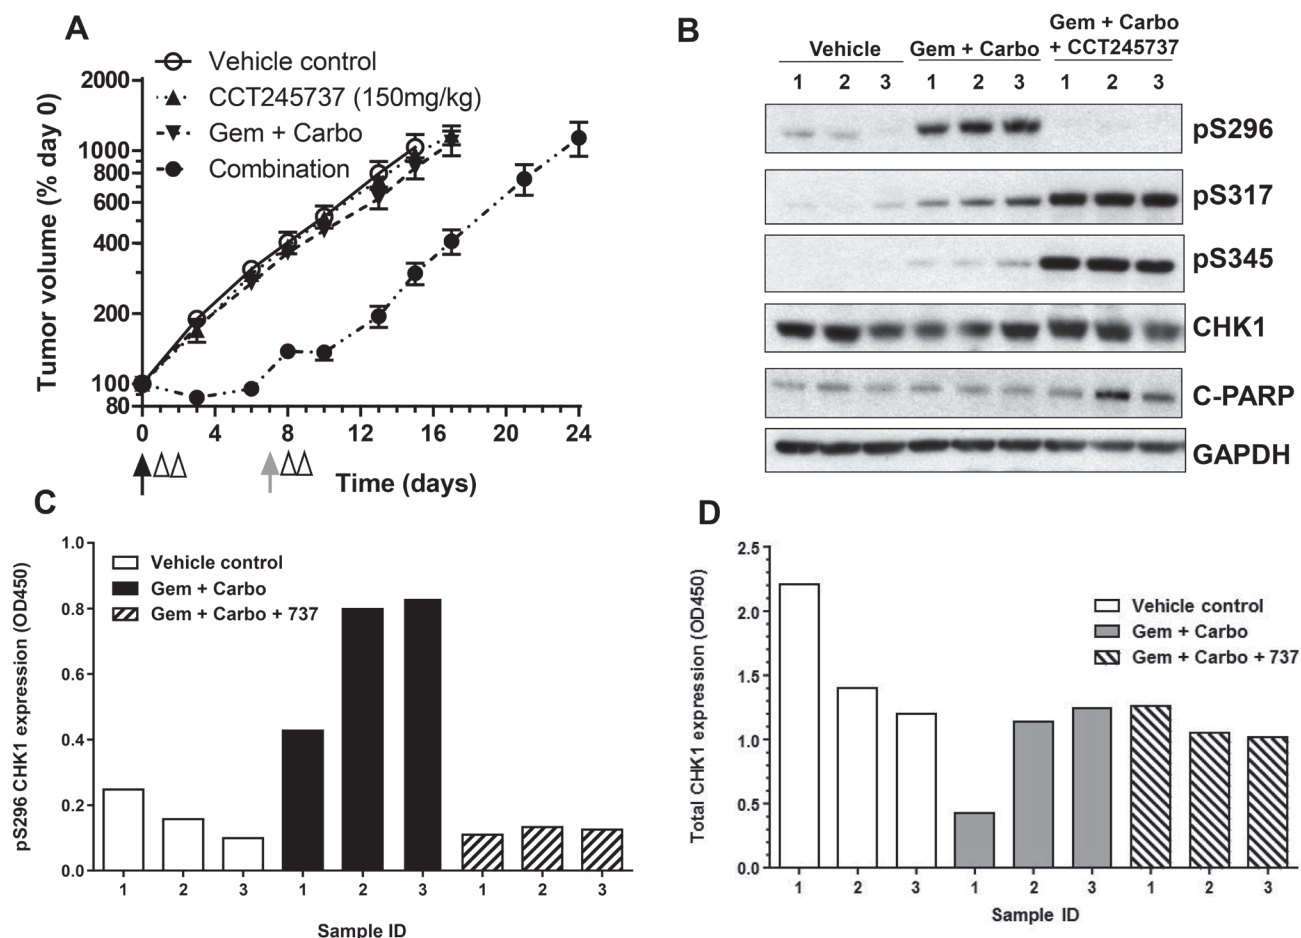 A
Vehicle control
CCT245737 (150mg/kg)
Gem + Carbo
Combination
Tumor volume (% day 0)
2000
1000
800
600
400
200
100
80
0 4 8 12 16 20 24
Time (days)
B
Vehicle
Gem + Carbo
Gem + Carbo
+ CCT245737
1 2 3 1 2 3 1 2 3
pS296
pS317
pS345
CHK1
C-PARP
GAPDH
C
Vehicle control
Gem + Carbo
Gem + Carbo + 737
pS296 CHK1 expression (OD450)
1.0
0.8
0.6
0.4
0.2
0.0
1 2 3 1 2 3 1 2 3
Sample ID
D
Vehicle control
Gem + Carbo
Gem + Carbo + 737
Total CHK1 expression (OD450)
2.5
2.0
1.5
1.0
0.5
0.0
1 2 3 1 2 3 1 2 3
Sample ID